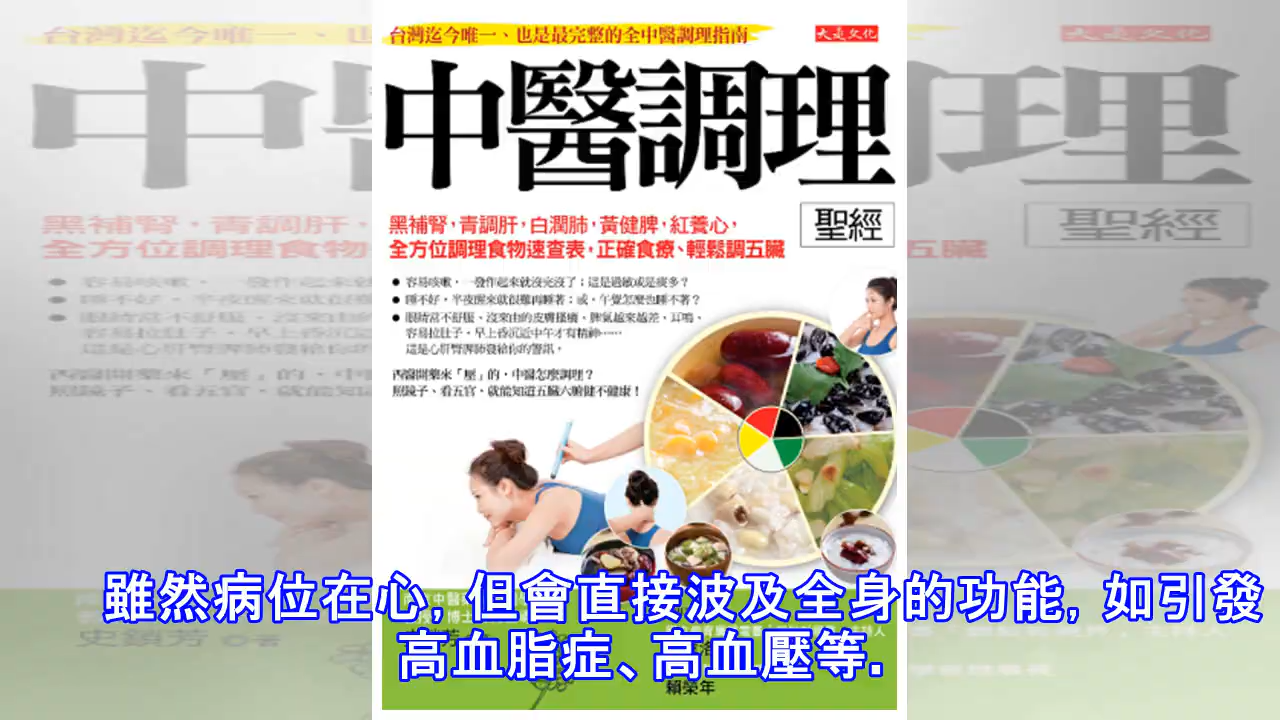 台灣迄今唯一、也是最完整的全中醫調理指南
大是文化
中醫調理
聖經
黑補腎，青調肝，白潤肺，黃健脾，紅養心，
全方位調理食物速查表，正確食療、輕鬆調五臟
● 容易咳嗽，一發作起來就沒完沒了；這是過敏或是痰多？
● 睡不好，半夜醒來就很難再睡著；或，午覺怎麼也睡不著？
● 眼睛常不舒服、沒來由的皮膚搔癢、脾氣越來越差、耳鳴、
容易拉肚子，早上昏沉近中午才有精神……
這是心肝腎脾肺發給你的警訊。
西醫開藥來「壓」的，中醫怎麼調理？
照鏡子、看五官，就能知道五臟六腑健不健康！
雖然病位在心, 但會直接波及全身的功能, 如引發
高血脂症、高血壓等.
賴榮年
史鎖芳